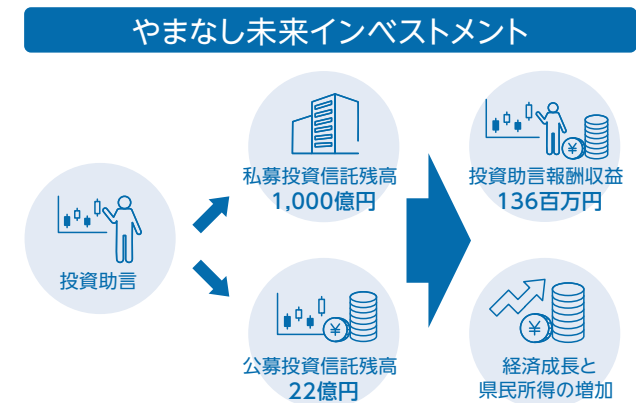 やまなし未来インベストメント
投資助言
私募投資信託残高
1,000億円
公募投資信託残高
22億円
投資助言報酬収益
136百万円
経済成長と
県民所得の増加